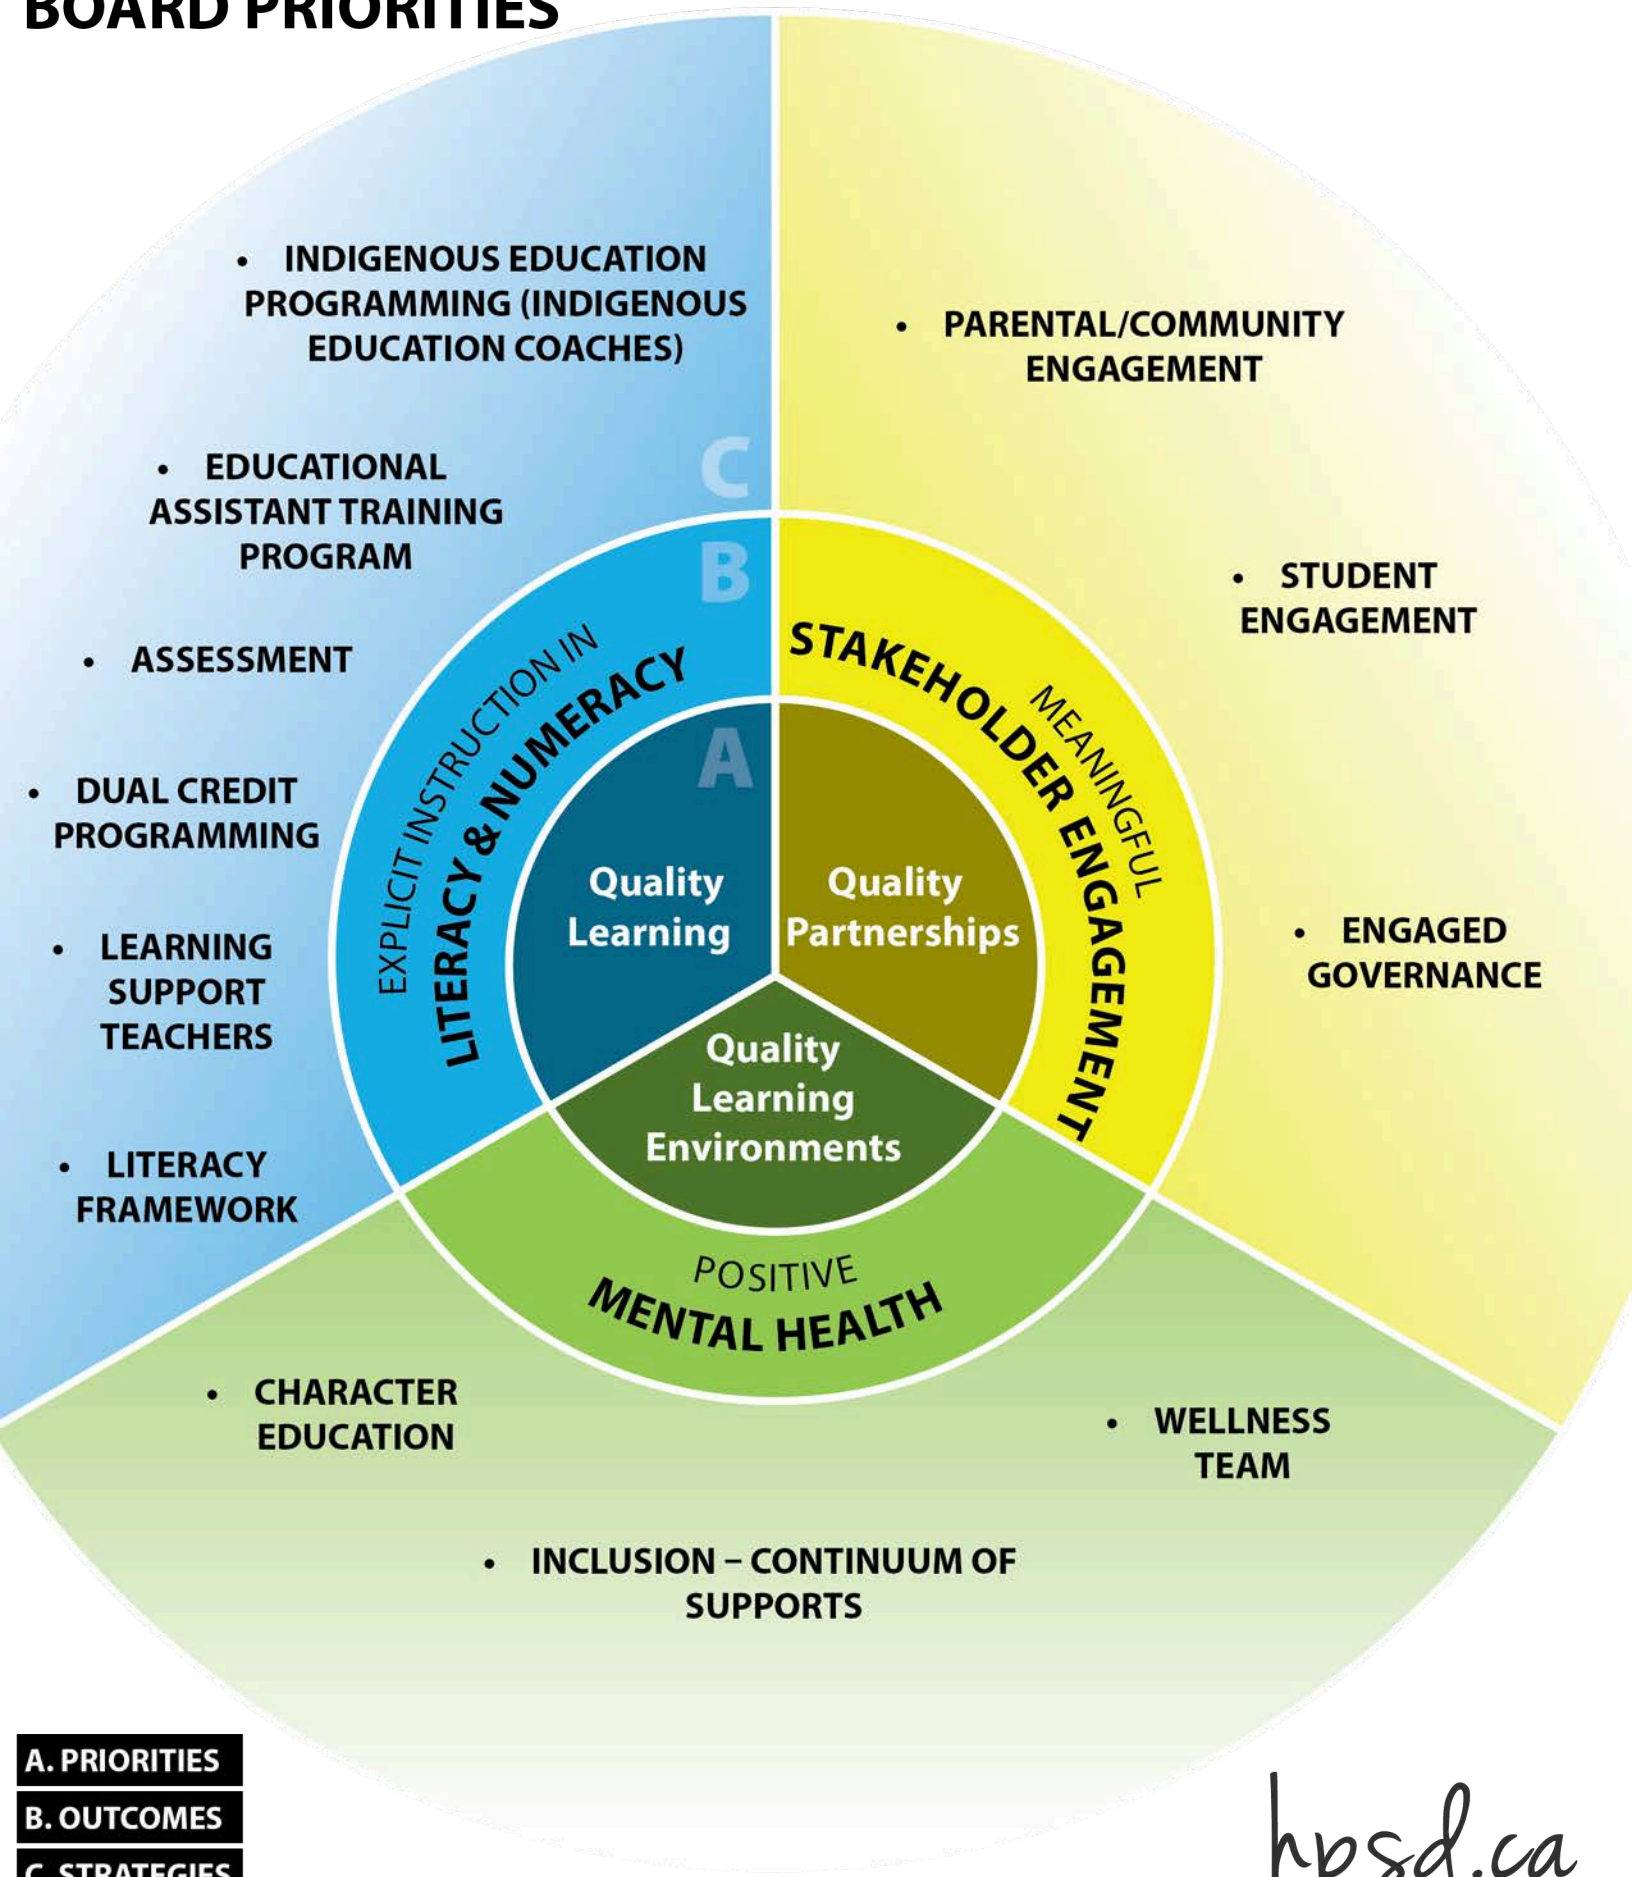 BOARD PRIORITIES
• INDIGENOUS EDUCATION
PROGRAMMING (INDIGENOUS
EDUCATION COACHES)
• EDUCATIONAL
ASSISTANT TRAINING
PROGRAM
• ASSESSMENT
• DUAL CREDIT
PROGRAMMING
• LEARNING
SUPPORT
TEACHERS
• LITERACY
FRAMEWORK
C
B
A
EXPLICIT INSTRUCTION IN
LITERACY & NUMERACY
Quality
Learning
• PARENTAL/COMMUNITY
ENGAGEMENT
• STUDENT
ENGAGEMENT
• ENGAGED
GOVERNANCE
MEANINGFUL
STAKEHOLDER ENGAGEMENT
Quality
Partnerships
Quality
Learning
Environments
POSITIVE
MENTAL HEALTH
• CHARACTER
EDUCATION
• WELLNESS
TEAM
• INCLUSION – CONTINUUM OF
SUPPORTS
A. PRIORITIES
B. OUTCOMES
C. STRATEGIES
hpsd.ca